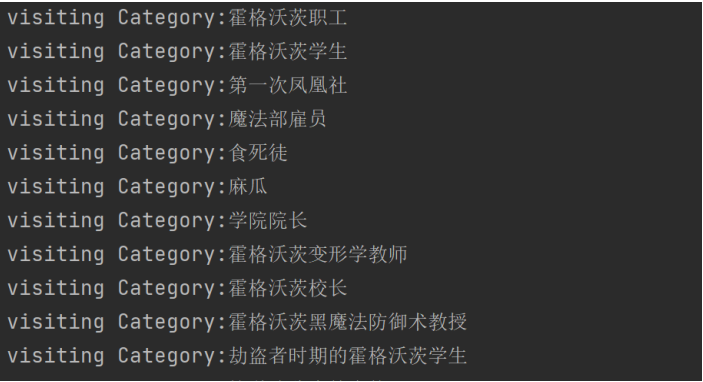 visiting Category:霍格沃茨职工
visiting Category:霍格沃茨学生
visiting Category:第一次凤凰社
visiting Category:魔法部雇员
visiting Category:食死徒
visiting Category:麻瓜
visiting Category:学院院长
visiting Category:霍格沃茨变形学教师
visiting Category:霍格沃茨校长
visiting Category:霍格沃茨黑魔法防御术教授
visiting Category:劫盗者时期的霍格沃茨学生